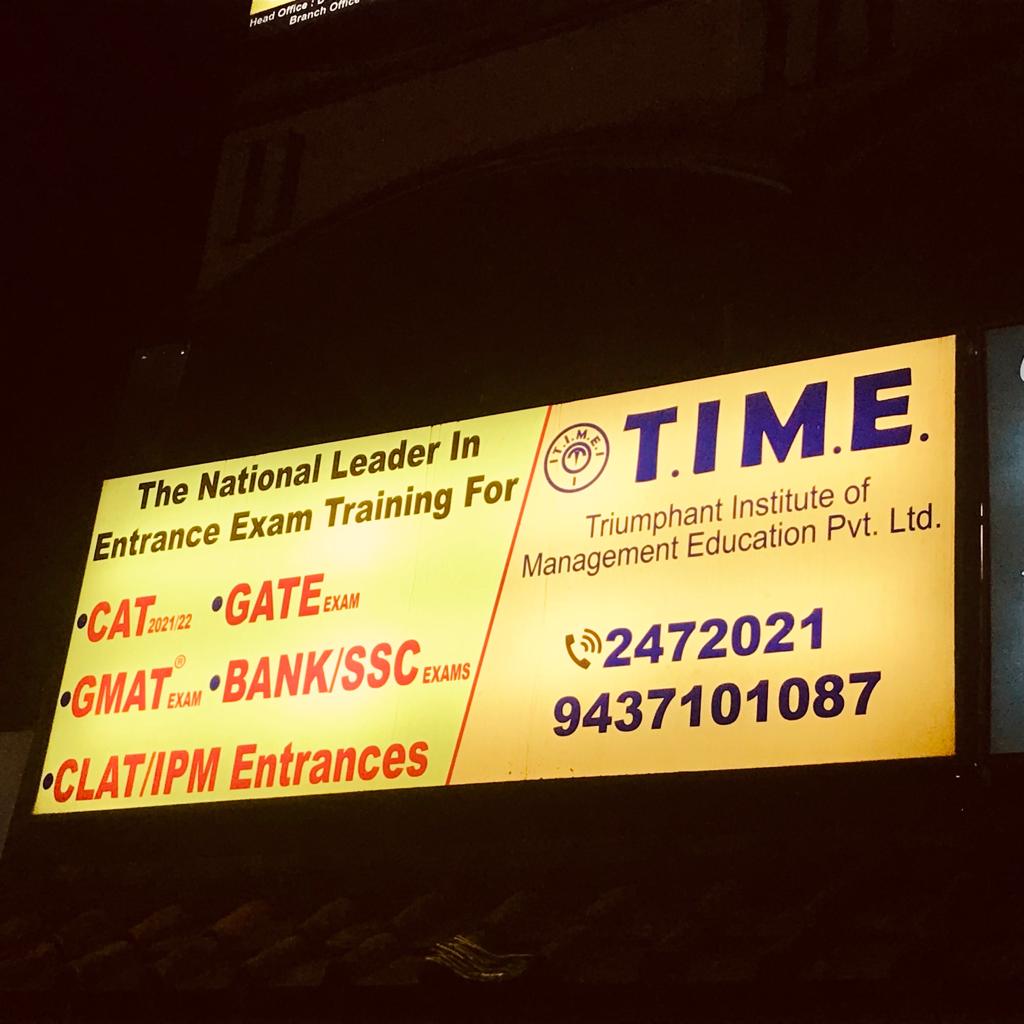 Head Office :
Branch Office
The National Leader In
Entrance Exam Training For
•CAT 2021/22 •GATE EXAM
•GMAT® EXAM •BANK/SSC EXAMS
•CLAT/IPM Entrances
T.I.M.E.
T.I.M.E.
Triumphant Institute of
Management Education Pvt. Ltd.
2472021
9437101087